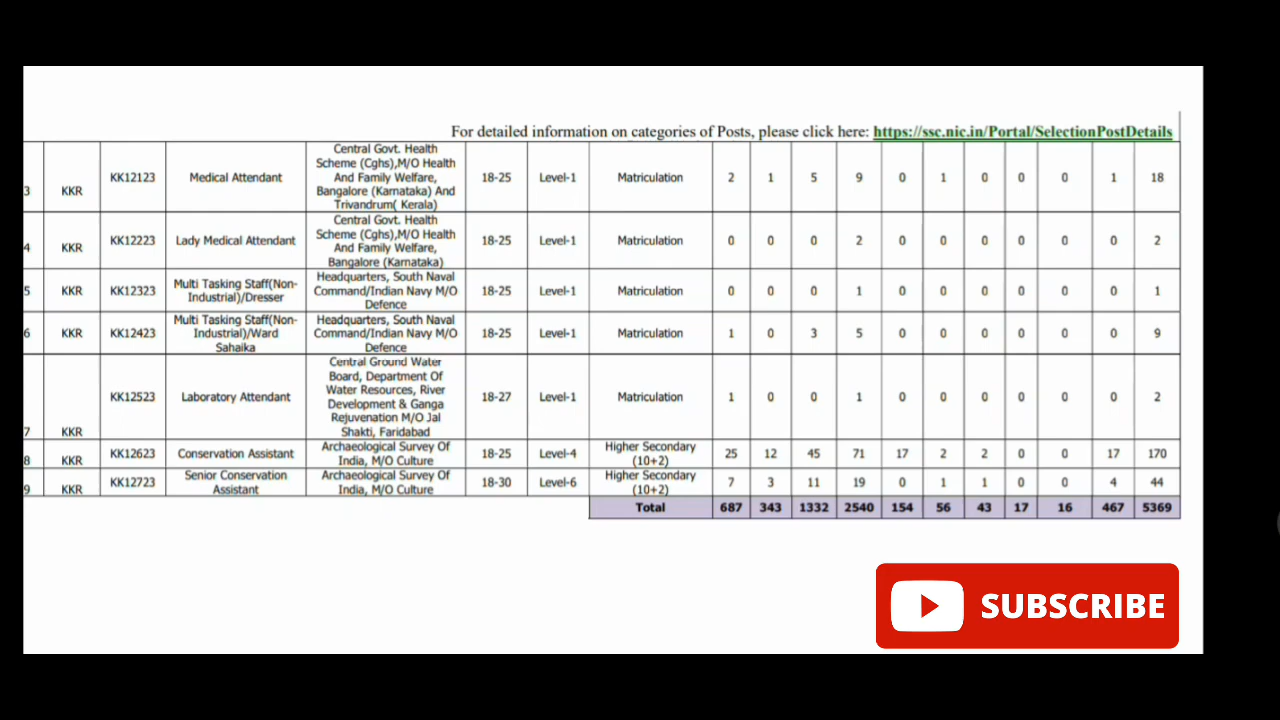 For detailed information on categories of Posts, please click here: https://ssc.nic.in/Portal/SelectionPostDetails
3 KKR KK12123 Medical Attendant Central Govt. Health Scheme (Cghs),M/O Health And Family Welfare, Bangalore (Karnataka) And Trivandrum( Kerala) 18-25 Level-1 Matriculation 2 1 5 9 0 1 0 0 0 1 18
4 KKR KK12223 Lady Medical Attendant Central Govt. Health Scheme (Cghs),M/O Health And Family Welfare, Bangalore (Karnataka) 18-25 Level-1 Matriculation 0 0 0 2 0 0 0 0 0 0 2
5 KKR KK12323 Multi Tasking Staff(Non-Industrial)/Dresser Headquarters, South Naval Command/Indian Navy M/O Defence 18-25 Level-1 Matriculation 0 0 0 1 0 0 0 0 0 0 1
6 KKR KK12423 Multi Tasking Staff(Non-Industrial)/Ward Sahaika Headquarters, South Naval Command/Indian Navy M/O Defence 18-25 Level-1 Matriculation 1 0 3 5 0 0 0 0 0 0 9
7 KKR KK12523 Laboratory Attendant Central Ground Water Board, Department Of Water Resources, River Development & Ganga Rejuvenation M/O Jal Shakti, Faridabad 18-27 Level-1 Matriculation 1 0 0 1 0 0 0 0 0 0 2
8 KKR KK12623 Conservation Assistant Archaeological Survey Of India, M/O Culture 18-25 Level-4 Higher Secondary (10+2) 25 12 45 71 17 2 2 0 0 17 170
9 KKR KK12723 Senior Conservation Assistant Archaeological Survey Of India, M/O Culture 18-30 Level-6 Higher Secondary (10+2) 7 3 11 19 0 1 1 0 0 4 44
Total 687 343 1332 2540 154 56 43 17 16 467 5369
SUBSCRIBE